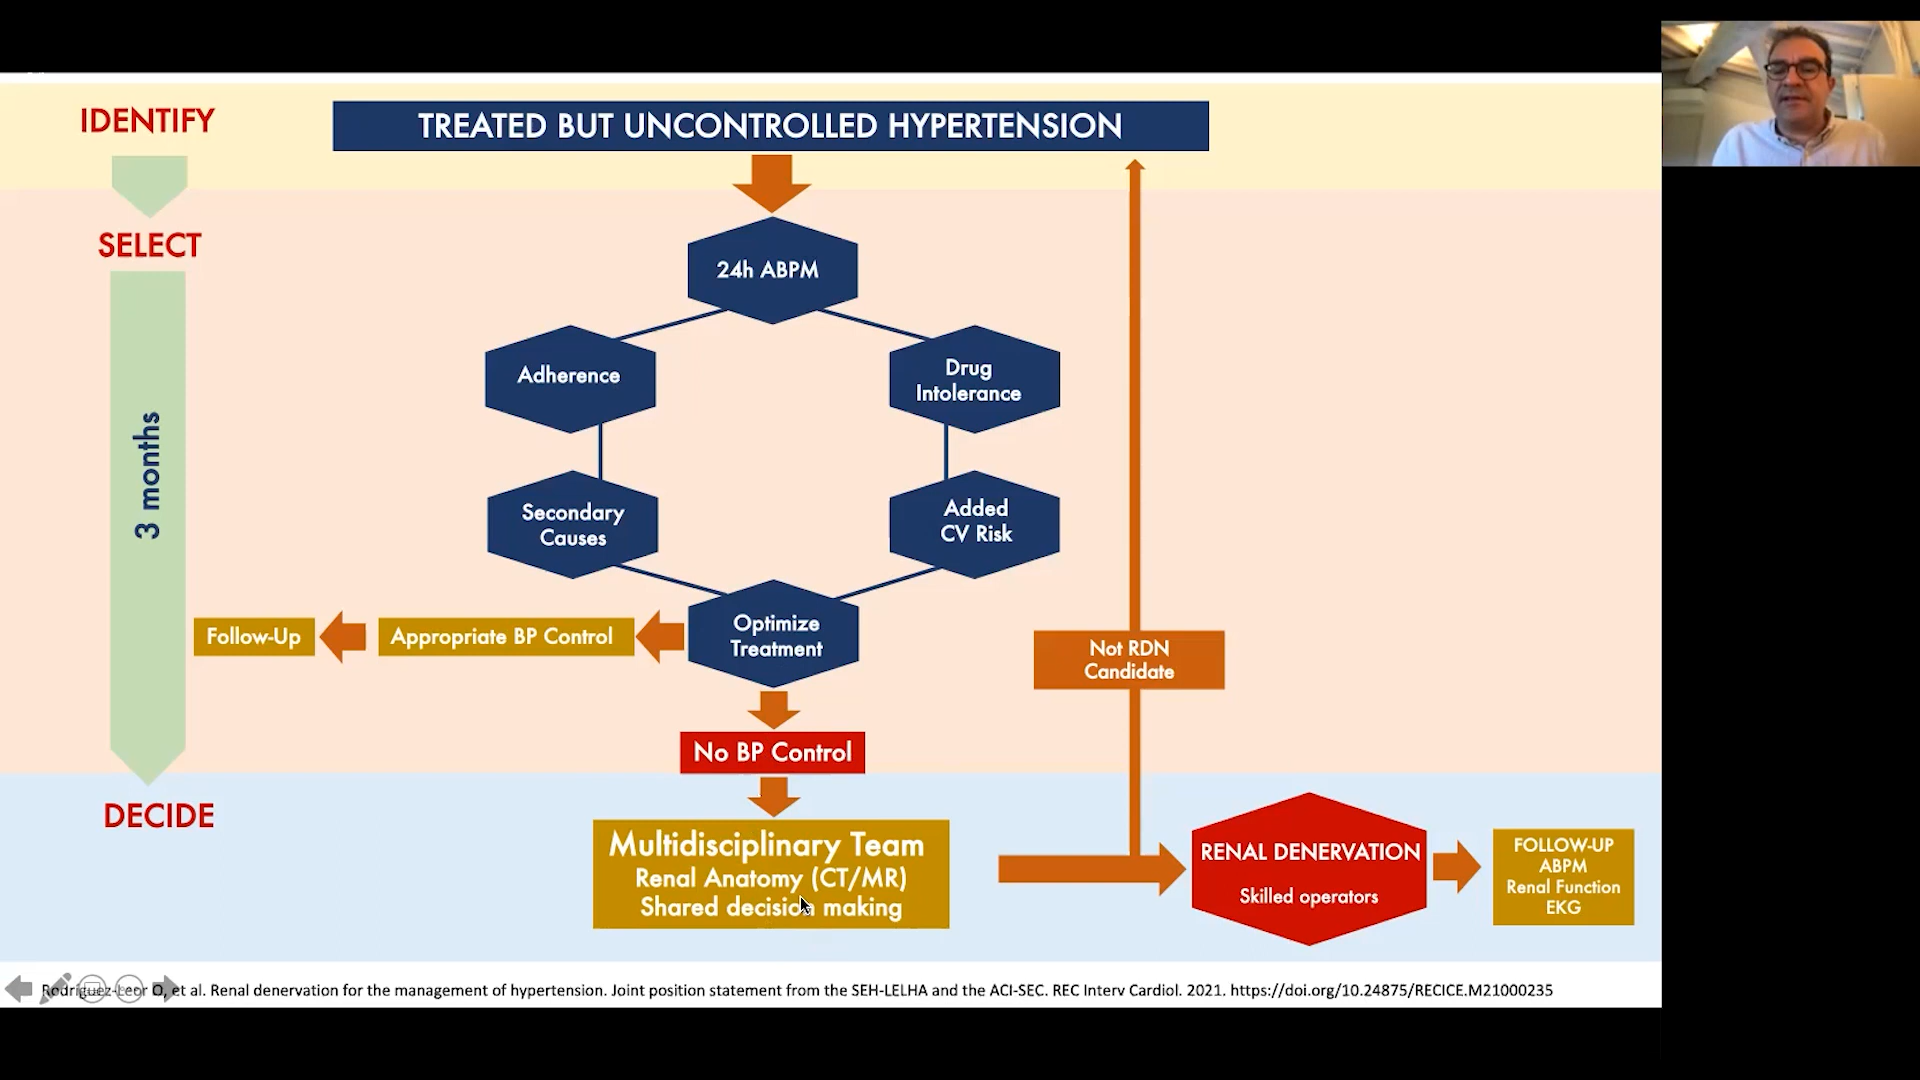 IDENTIFY
TREATED BUT UNCONTROLLED HYPERTENSION
SELECT
24h ABPM
Adherence
Drug
Intolerance
3 months
Secondary
Causes
Added
CV Risk
Follow-Up
Appropriate BP Control
Optimize
Treatment
Not RDN
Candidate
No BP Control
DECIDE
Multidisciplinary Team
Renal Anatomy (CT/MR)
Shared decision making
RENAL DENERVATION
Skilled operators
FOLLOW-UP
ABPM
Renal Function
EKG
Rodriguez-Leor O, et al. Renal denervation for the management of hypertension. Joint position statement from the SEH-LELHA and the ACI-SEC. REC Interv Cardiol. 2021. https://doi.org/10.24875/RECICE.M21000235